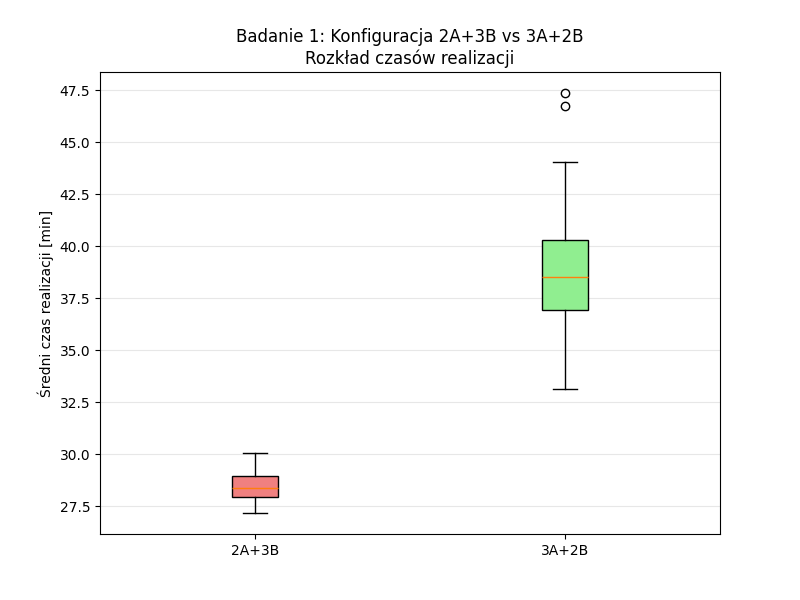 Badanie 1: Konfiguracja 2A+3B vs 3A+2B
Rozkład czasów realizacji
Średni czas realizacji [min]
47.5
45.0
42.5
40.0
37.5
35.0
32.5
30.0
27.5
2A+3B
3A+2B